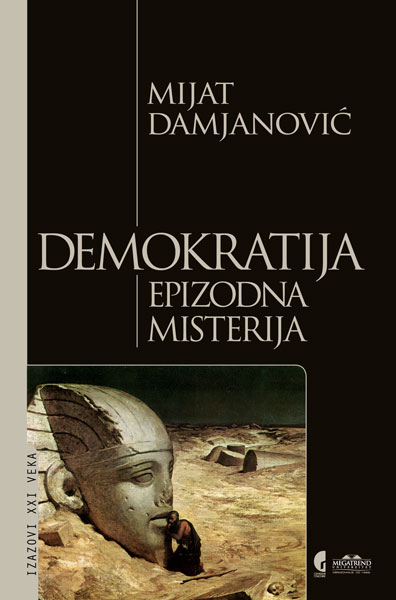 MIJAT
DAMJANOVIĆ
DEMOKRATIJA
EPIZODNA
MISTERIJA
IZAZOVI XXI VEKA
MEGATREND